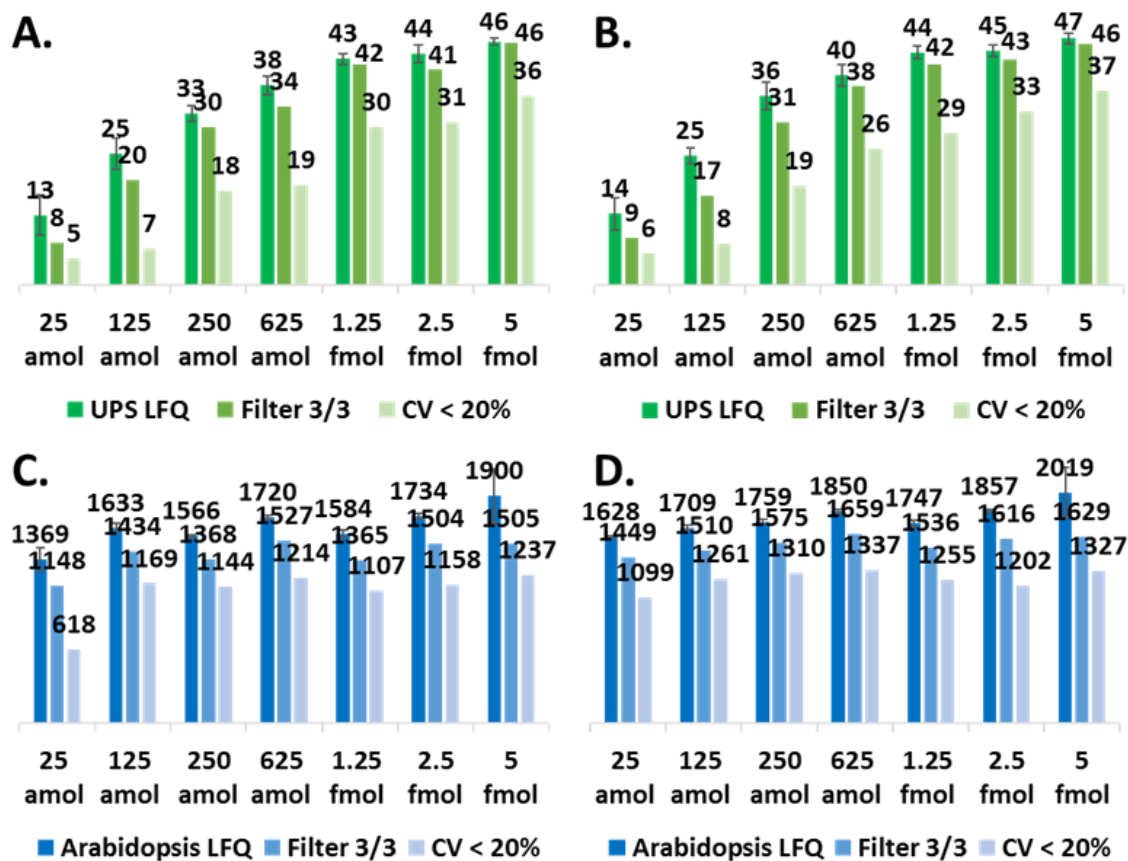 A.
13 8 5
25 20 7
33 30 18
38 34 19
43 42 30
44 41 31
46 46 36
25 125 250 625 1.25 2.5 5
amol amol amol amol fmol fmol fmol
UPS LFQ Filter 3/3 CV < 20%
B.
14 9 6
25 17 8
36 31 19
40 38 26
44 42 29
45 43 33
47 46 37
25 125 250 625 1.25 2.5 5
amol amol amol amol fmol fmol fmol
UPS LFQ Filter 3/3 CV < 20%
C.
1369 1148 618
1633 1434 1169
1566 1368 1144
1720 1527 1214
1584 1365 1107
1734 1504 1158
1900 1505 1237
25 125 250 625 1.25 2.5 5
amol amol amol amol fmol fmol fmol
Arabidopsis LFQ Filter 3/3 CV < 20%
D.
1628 1449 1099
1709 1510 1261
1759 1575 1310
1850 1659 1337
1747 1536 1255
1857 1616 1202
2019 1629 1327
25 125 250 625 1.25 2.5 5
amol amol amol amol fmol fmol fmol
Arabidopsis LFQ Filter 3/3 CV < 20%